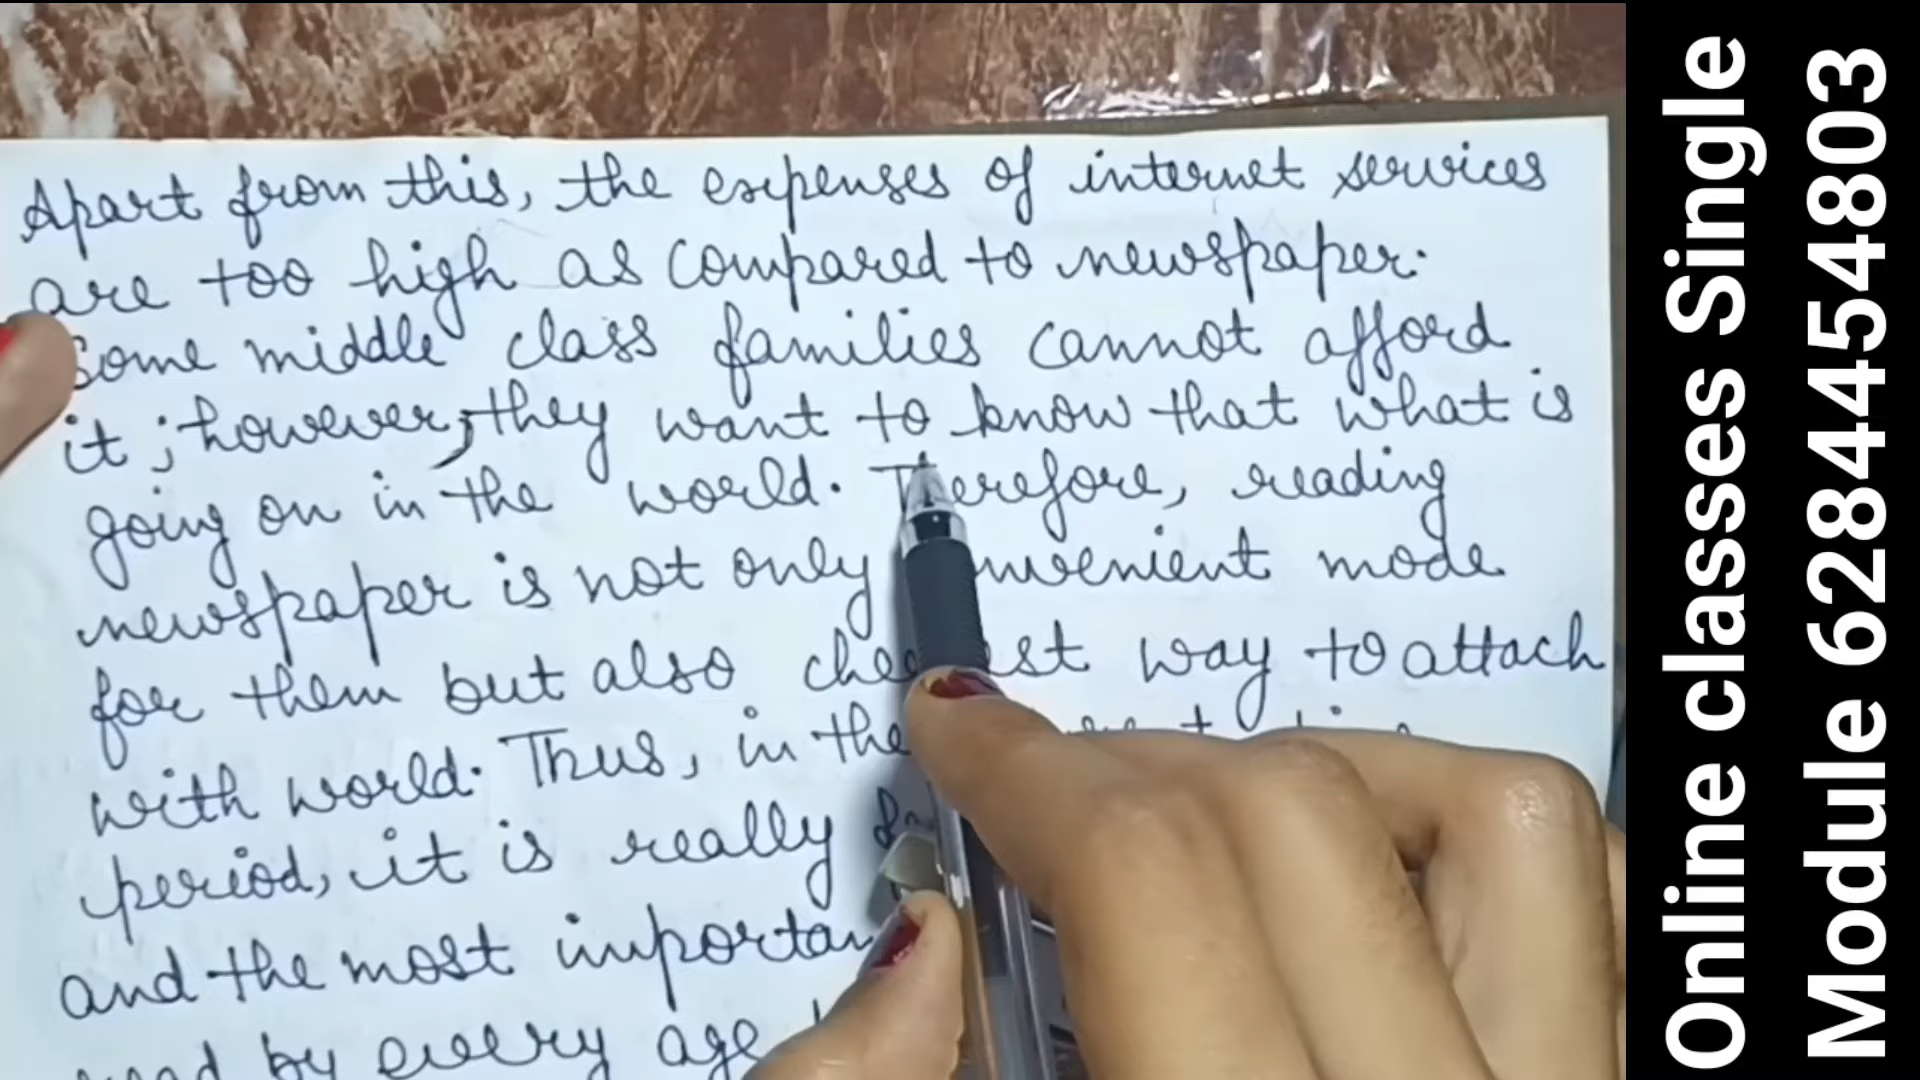 Apart from this, the expenses of internet services
are too high as compared to newspaper.
Some middle class families cannot afford
it; however, they want to know that what is
going on in the world. Therefore, reading
newspaper is not only convenient mode
for them but also cheapest way to attach
with world. Thus, in the
period, it is really
and the most
read by every age
Online classes Single
Module 6284454803